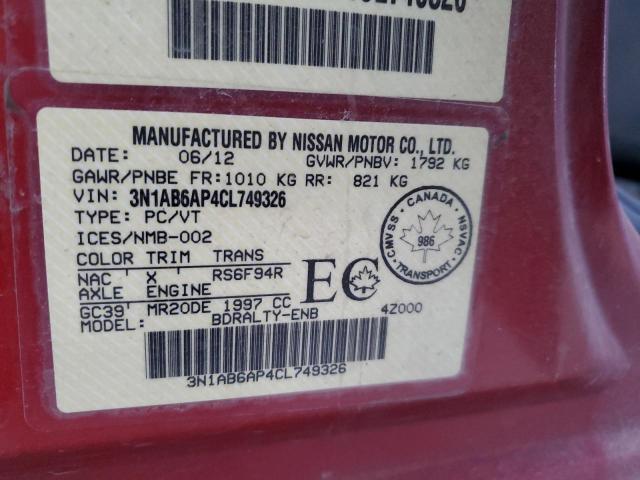 MANUFACTURED BY NISSAN MOTOR CO., LTD.
DATE: 06/12 GVWR/PNBV: 1792 KG
GAWR/PNBE FR: 1010 KG RR: 821 KG
VIN: 3N1AB6AP4CL749326
TYPE: PC/VT
ICES/NMB-002
COLOR TRIM TRANS
NAC X RS6F94R
AXLE ENGINE
GC39 MR20DE 1997 CC
MODEL: BDRALTY-ENB 4Z000
CANADA
CMVSS NSVAC
986
TRANSPORT
EC
3N1AB6AP4CL749326